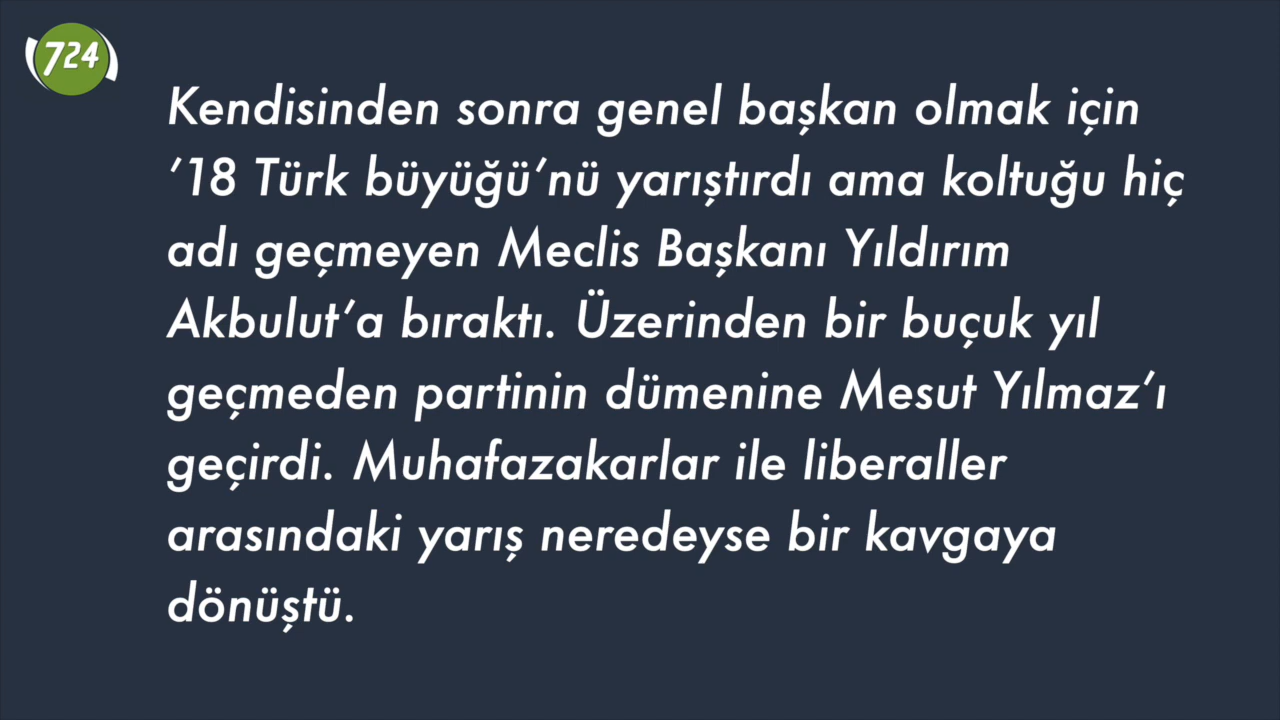 724
Kendisinden sonra genel başkan olmak için
'18 Türk büyüğü'nü yarıştırdı ama koltuğu hiç
adı geçmeyen Meclis Başkanı Yıldırım
Akbulut'a bıraktı. Üzerinden bir buçuk yıl
geçmeden partinin dümenine Mesut Yılmaz'ı
geçirdi. Muhafazakarlar ile liberaller
arasındaki yarış neredeyse bir kavgaya
dönüştü.